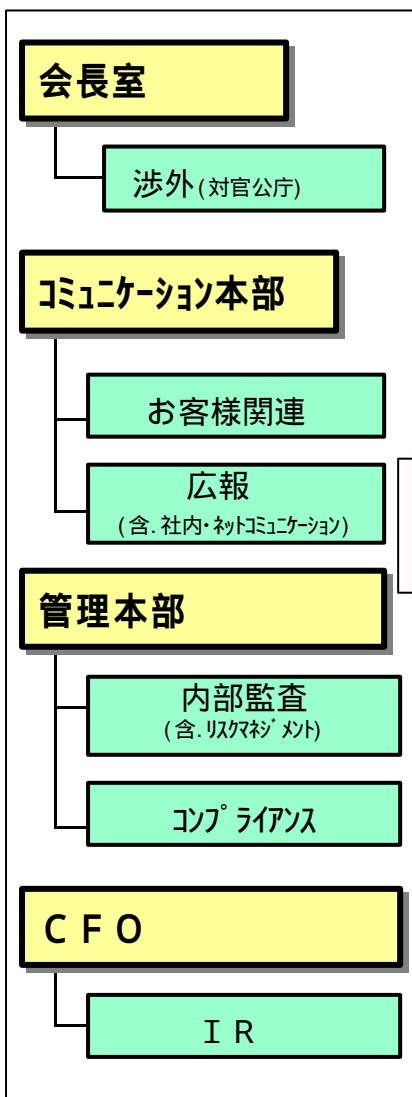 会長室
渉外(対官公庁)
ｺﾐｭﾆｹｰｼｮﾝ本部
お客様関連
広報
(含.社内・ﾈｯﾄｺﾐｭﾆｹｰｼｮﾝ)
管理本部
内部監査
(含.ﾘｽｸﾏﾈｼﾞﾒﾝﾄ)
ｺﾝﾌﾟﾗｲｱﾝｽ
ＣＦＯ
ＩＲ